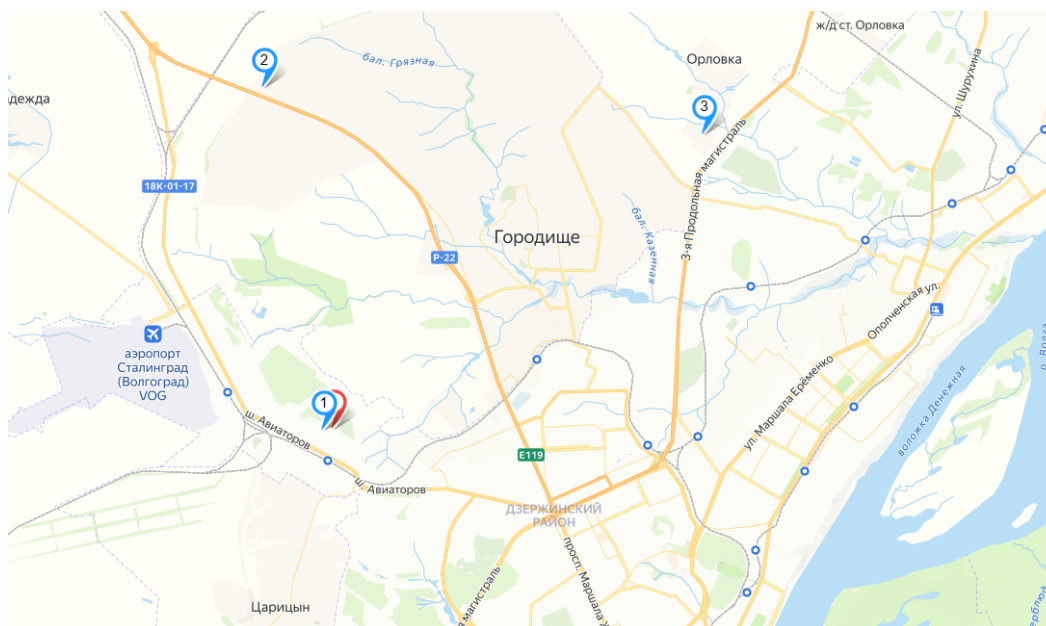 ж/д ст. Орловка
2
бал. Грязная
Орловка
ул. Шурухина
дежда
3
3-я Продольная магистраль
18К-01-17
бал. Казенная
Городище
Р-22
Ополченская ул.
аэропорт
Сталинград
(Волгоград)
VOG
р. Волга
ул. Маршала Ерёменко
воложка Денежная
1
ш. Авиаторов
E119
ш. Авиаторов
ДЗЕРЖИНСКИЙ
РАЙОН
просп. Маршала
магистраль
Царицын